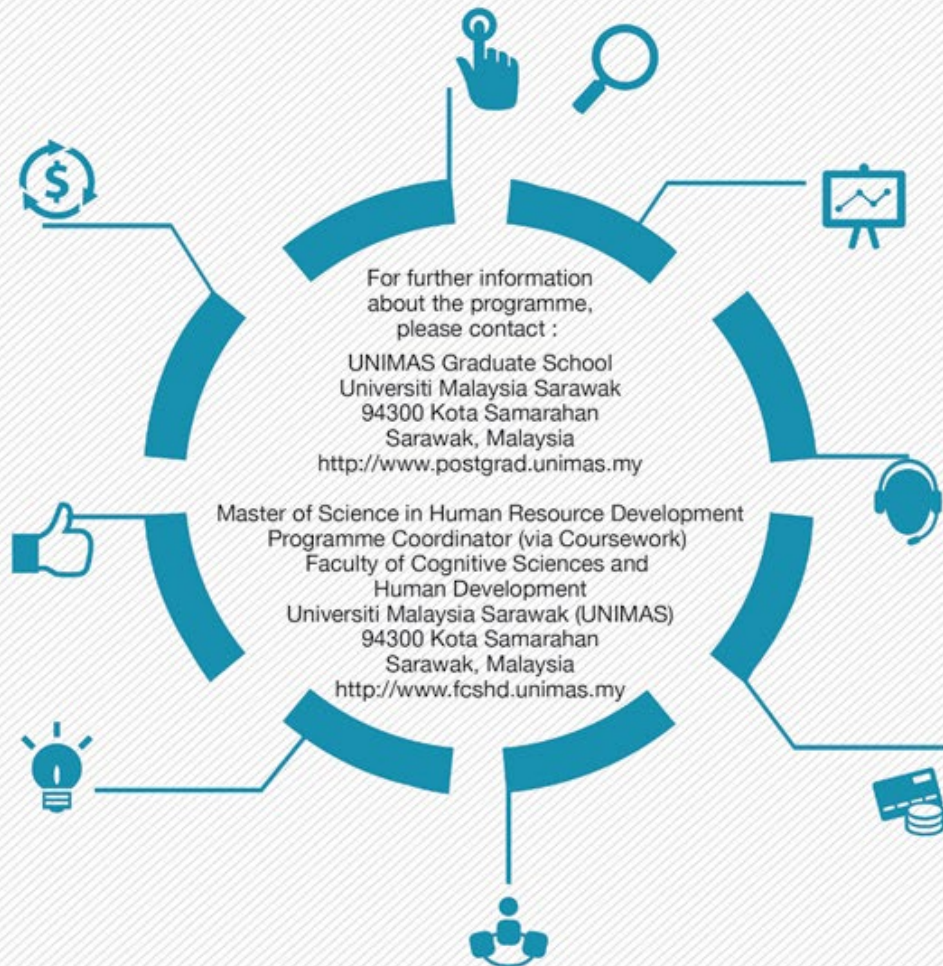 For further information
about the programme,
please contact :
UNIMAS Graduate School
Universiti Malaysia Sarawak
94300 Kota Samarahan
Sarawak, Malaysia
http://www.postgrad.unimas.my
Master of Science in Human Resource Development
Programme Coordinator (via Coursework)
Faculty of Cognitive Sciences and
Human Development
Universiti Malaysia Sarawak (UNIMAS)
94300 Kota Samarahan
Sarawak, Malaysia
http://www.fcshd.unimas.my